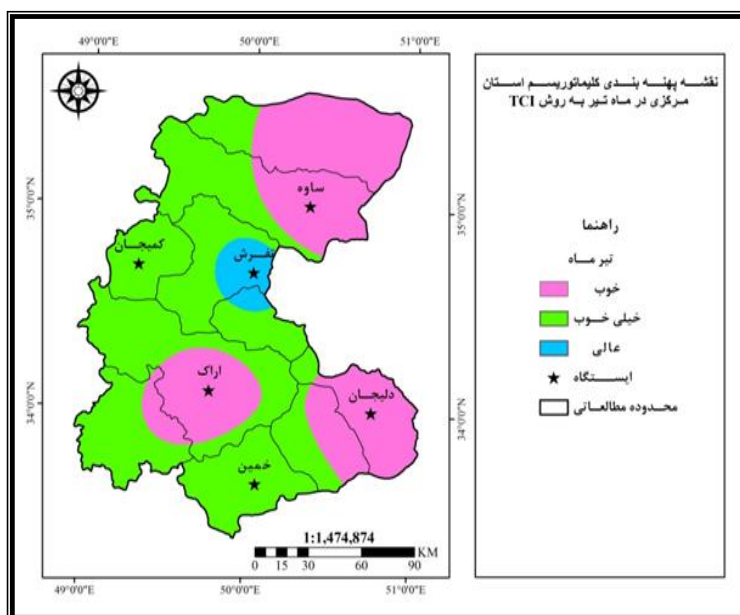 49°0'0"E
50°0'0"E
51°0'0"E
نقشه پهنه بندی کلیماتوریسم استان
مرکزی در ماه تیر به روش TCI
35°0'0"N
35°0'0"N
ساوه
کمیجان
تفرش
اراک
دلیجان
خمین
34°0'0"N
34°0'0"N
راهنما
تیر ماه
خوب
خیلی خوب
عالی
ایستگاه
محدوده مطالعاتی
1:1,474,874
KM
0 15 30 60 90
49°0'0"E
50°0'0"E
51°0'0"E